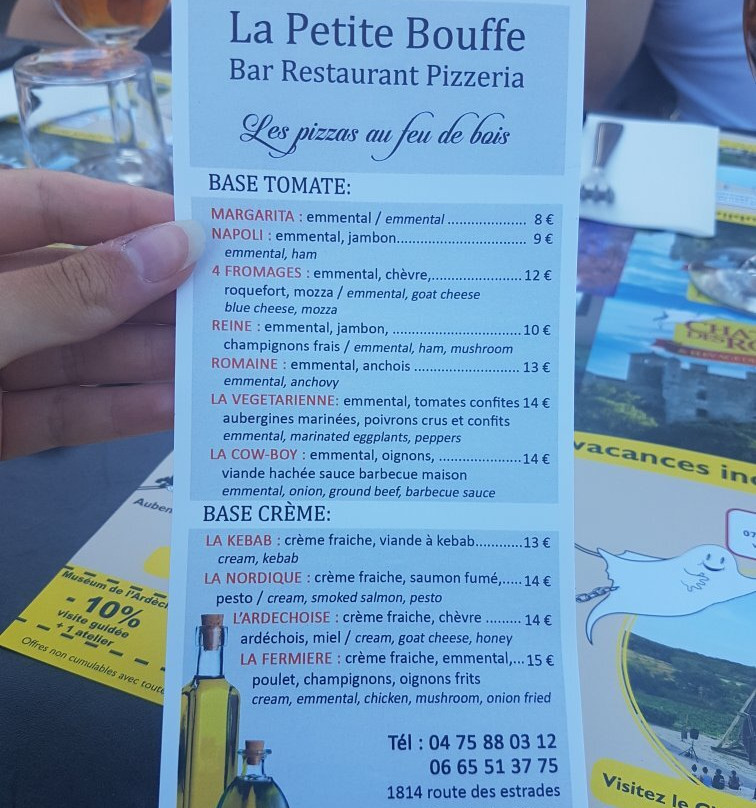 La Petite Bouffe
Bar Restaurant Pizzeria
Les pizzas au feu de bois
BASE TOMATE:
MARGARITA : emmental / emmental ................... 8 €
NAPOLI : emmental, jambon............................... 9 €
emmental, ham
4 FROMAGES : emmental, chèvre,...................... 12 €
roquefort, mozza / emmental, goat cheese
blue cheese, mozza
REINE : emmental, jambon, ............................... 10 €
champignons frais / emmental, ham, mushroom
ROMAINE : emmental, anchois ......................... 13 €
emmental, anchovy
LA VEGETARIENNE: emmental, tomates confites 14 €
aubergines marinées, poivrons crus et confits
emmental, marinated eggplants, peppers
LA COW-BOY : emmental, oignons, ....................14 €
viande hachée sauce barbecue maison
emmental, onion, ground beef, barbecue sauce
BASE CRÈME:
LA KEBAB : crème fraiche, viande à kebab...........13 €
cream, kebab
LA NORDIQUE : crème fraiche, saumon fumé,.....14 €
pesto / cream, smoked salmon, pesto
L'ARDECHOISE : crème fraiche, chèvre ......... 14 €
ardéchois, miel / cream, goat cheese, honey
LA FERMIERE : crème fraiche, emmental,...15 €
poulet, champignons, oignons frits
cream, emmental, chicken, mushroom, onion fried
Tél : 04 75 88 03 12
06 65 51 37 75
1814 route des estrades
Auben
Muséum de l'Ardèc
- 10%
visite guidée
+ 1 atelier
Offres non cumulables avec toute
CHA
DES RO
vacances in
07
Visitez le